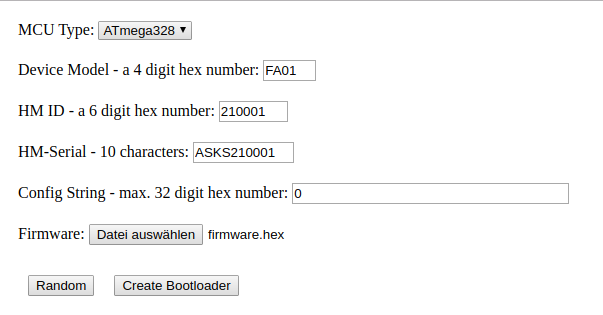 MCU Type: ATmega328
Device Model - a 4 digit hex number: FA01
HM ID - a 6 digit hex number: 210001
HM-Serial - 10 characters: ASKS210001
Config String - max. 32 digit hex number: 0
Firmware: Datei auswählen firmware.hex
Random Create Bootloader